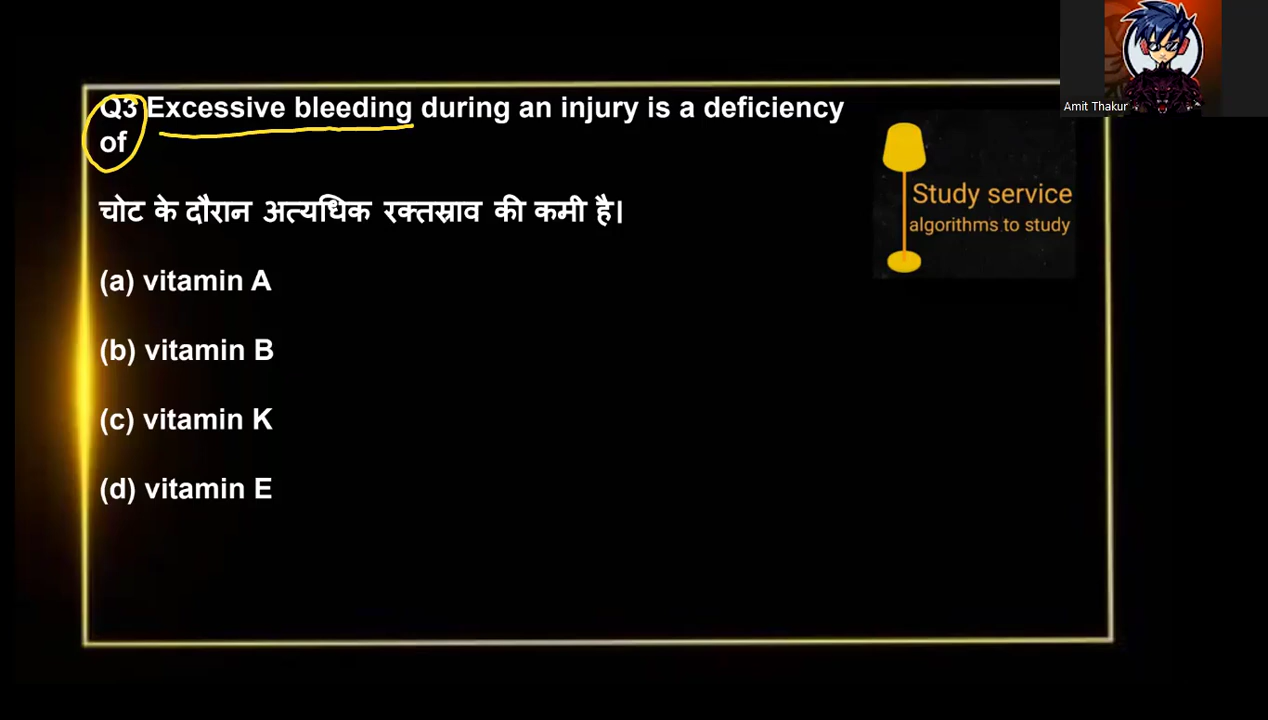 Q3 Excessive bleeding during an injury is a deficiency
of
चोट के दौरान अत्यधिक रक्तस्राव की कमी है।
(a) vitamin A
(b) vitamin B
(c) vitamin K
(d) vitamin E
Study service
algorithms to study
Amit Thakur